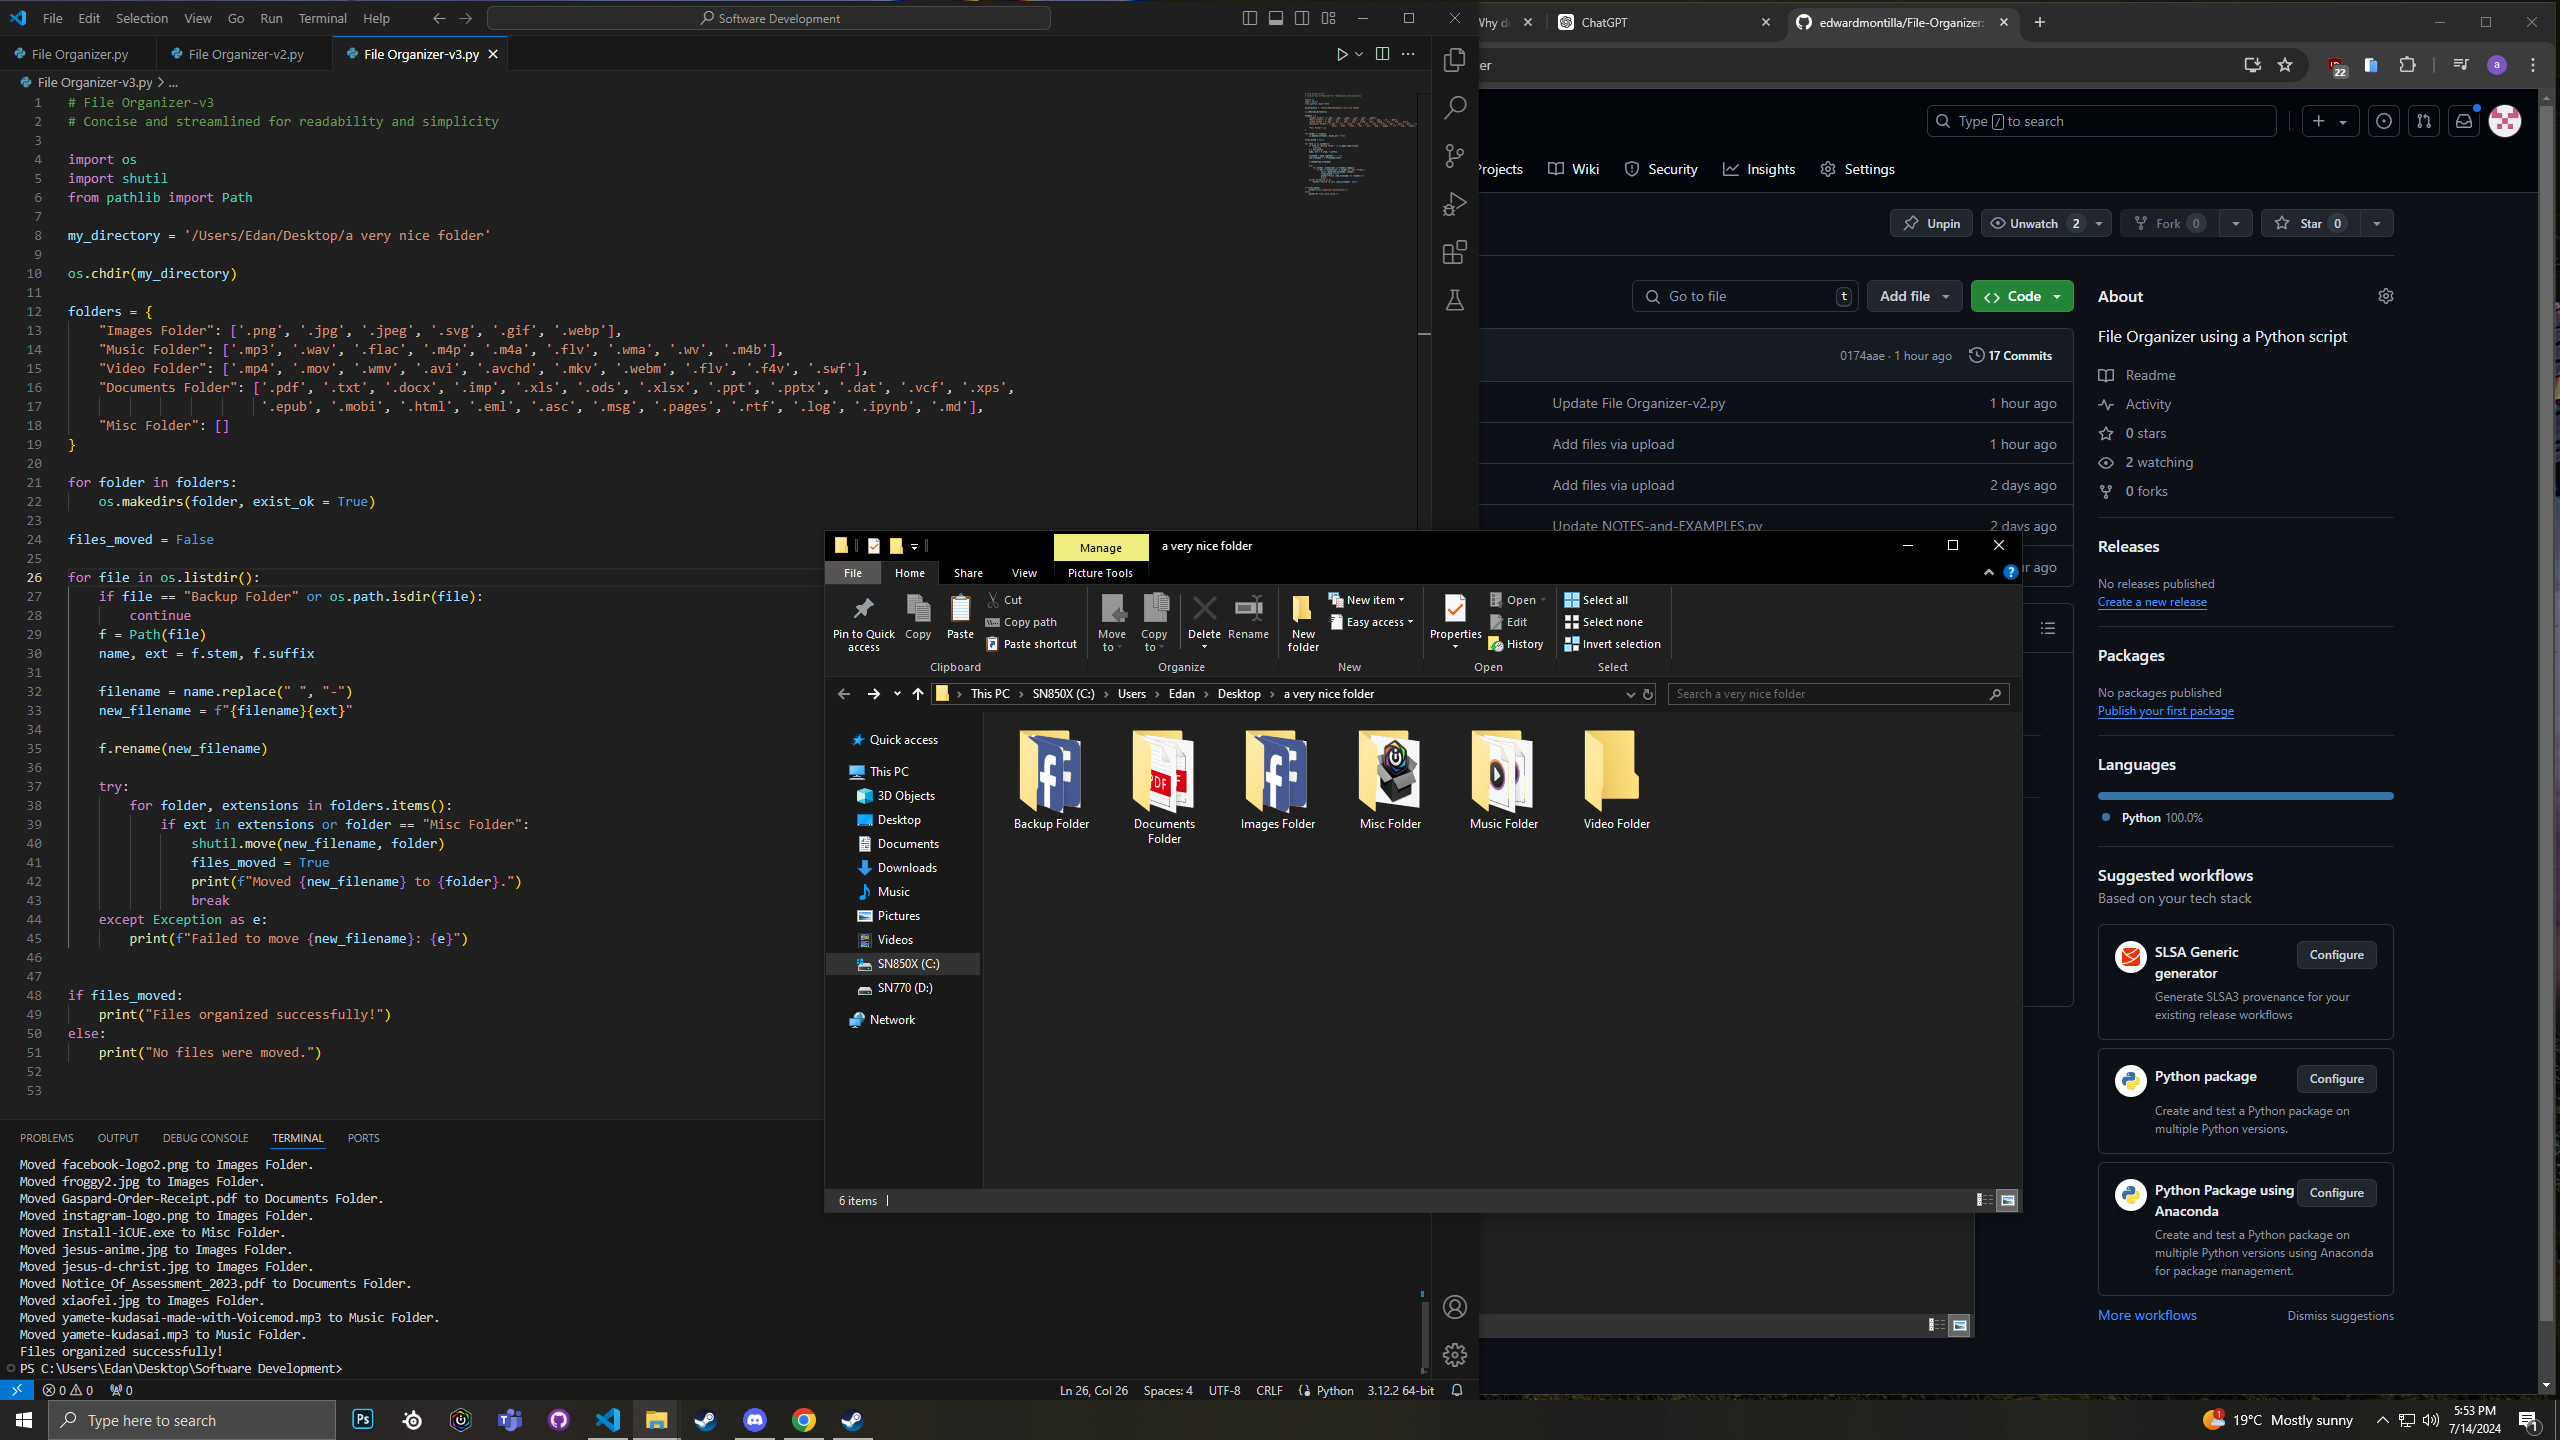 File Edit Selection View Go Run Terminal Help
Software Development
File Organizer.py
File Organizer-v2.py
File Organizer-v3.py
File Organizer-v3.py > ...
1 # File Organizer-v3
2 # Concise and streamlined for readability and simplicity
3
4 import os
5 import shutil
6 from pathlib import Path
7
8 my_directory = '/Users/Edan/Desktop/a very nice folder'
9
10 os.chdir(my_directory)
11
12 folders = {
13 "Images Folder": ['.png', '.jpg', '.jpeg', '.svg', '.gif', '.webp'],
14 "Music Folder": ['.mp3', '.wav', '.flac', '.m4p', '.m4a', '.flv', '.wma', '.wv', '.m4b'],
15 "Video Folder": ['.mp4', '.mov', '.wmv', '.avi', '.avchd', '.mkv', '.webm', '.flv', '.f4v', '.swf'],
16 "Documents Folder": ['.pdf', '.txt', '.docx', '.imp', '.xls', '.ods', '.xlsx', '.ppt', '.pptx', '.dat', '.vcf', '.xps',
17 '.epub', '.mobi', '.html', '.eml', '.asc', '.msg', '.pages', '.rtf', '.log', '.ipynb', '.md'],
18 "Misc Folder": []
19 }
20
21 for folder in folders:
22 os.makedirs(folder, exist_ok = True)
23
24 files_moved = False
25
26 for file in os.listdir():
27 if file == "Backup Folder" or os.path.isdir(file):
28 continue
29 f = Path(file)
30 name, ext = f.stem, f.suffix
31
32 filename = name.replace(" ", "-")
33 new_filename = f"{filename}{ext}"
34
35 f.rename(new_filename)
36
37 try:
38 for folder, extensions in folders.items():
39 if ext in extensions or folder == "Misc Folder":
40 shutil.move(new_filename, folder)
41 files_moved = True
42 print(f"Moved {new_filename} to {folder}.")
43 break
44 except Exception as e:
45 print(f"Failed to move {new_filename}: {e}")
46
47
48 if files_moved:
49 print("Files organized successfully!")
50 else:
51 print("No files were moved.")
52
53
PROBLEMS OUTPUT DEBUG CONSOLE TERMINAL PORTS
Moved facebook-logo2.png to Images Folder.
Moved froggy2.jpg to Images Folder.
Moved Gaspard-Order-Receipt.pdf to Documents Folder.
Moved instagram-logo.png to Images Folder.
Moved Install-iCUE.exe to Misc Folder.
Moved jesus-anime.jpg to Images Folder.
Moved jesus-d-christ.jpg to Images Folder.
Moved Notice_Of_Assessment_2023.pdf to Documents Folder.
Moved xiaofei.jpg to Images Folder.
Moved yamete-kudasai-made-with-Voicemod.mp3 to Music Folder.
Moved yamete-kudasai.mp3 to Music Folder.
Files organized successfully!
PS C:\Users\Edan\Desktop\Software Development>
0 0 0
Ln 26, Col 26 Spaces: 4 UTF-8 CRLF Python 3.12.2 64-bit
Manage
a very nice folder
File Home Share View Picture Tools
Pin to Quick access
Copy
Paste
Cut
Copy path
Paste shortcut
Clipboard
Move to
Copy to
Delete
Rename
Organize
New folder
New item
Easy access
New
Properties
Open
Edit
History
Open
Select all
Select none
Invert selection
Select
This PC > SN850X (C:) > Users > Edan > Desktop > a very nice folder
Search a very nice folder
Quick access
This PC
3D Objects
Desktop
Documents
Downloads
Music
Pictures
Videos
SN850X (C:)
SN770 (D:)
Network
PDF
Backup Folder
Documents Folder
Images Folder
Misc Folder
Music Folder
Video Folder
6 items
ChatGPT
edwardmontilla/File-Organizer:
er
22
a
Type / to search
Projects
Wiki
Security
Insights
Settings
Unpin
Unwatch 2
Fork 0
Star 0
Go to file t
Add file
Code
0174aae · 1 hour ago 17 Commits
Update File Organizer-v2.py 1 hour ago
Add files via upload 1 hour ago
Add files via upload 2 days ago
Update NOTES-and-EXAMPLES.py 2 days ago
ur ago
About
File Organizer using a Python script
Readme
Activity
0 stars
2 watching
0 forks
Releases
No releases published
Create a new release
Packages
No packages published
Publish your first package
Languages
Python 100.0%
Suggested workflows
Based on your tech stack
SLSA Generic generator
Configure
Generate SLSA3 provenance for your
existing release workflows
Python package
Configure
Create and test a Python package on
multiple Python versions.
Python Package using Anaconda
Configure
Create and test a Python package on
multiple Python versions using Anaconda
for package management.
More workflows
Dismiss suggestions
Type here to search
Ps
1
19°C Mostly sunny
5:53 PM
7/14/2024
1